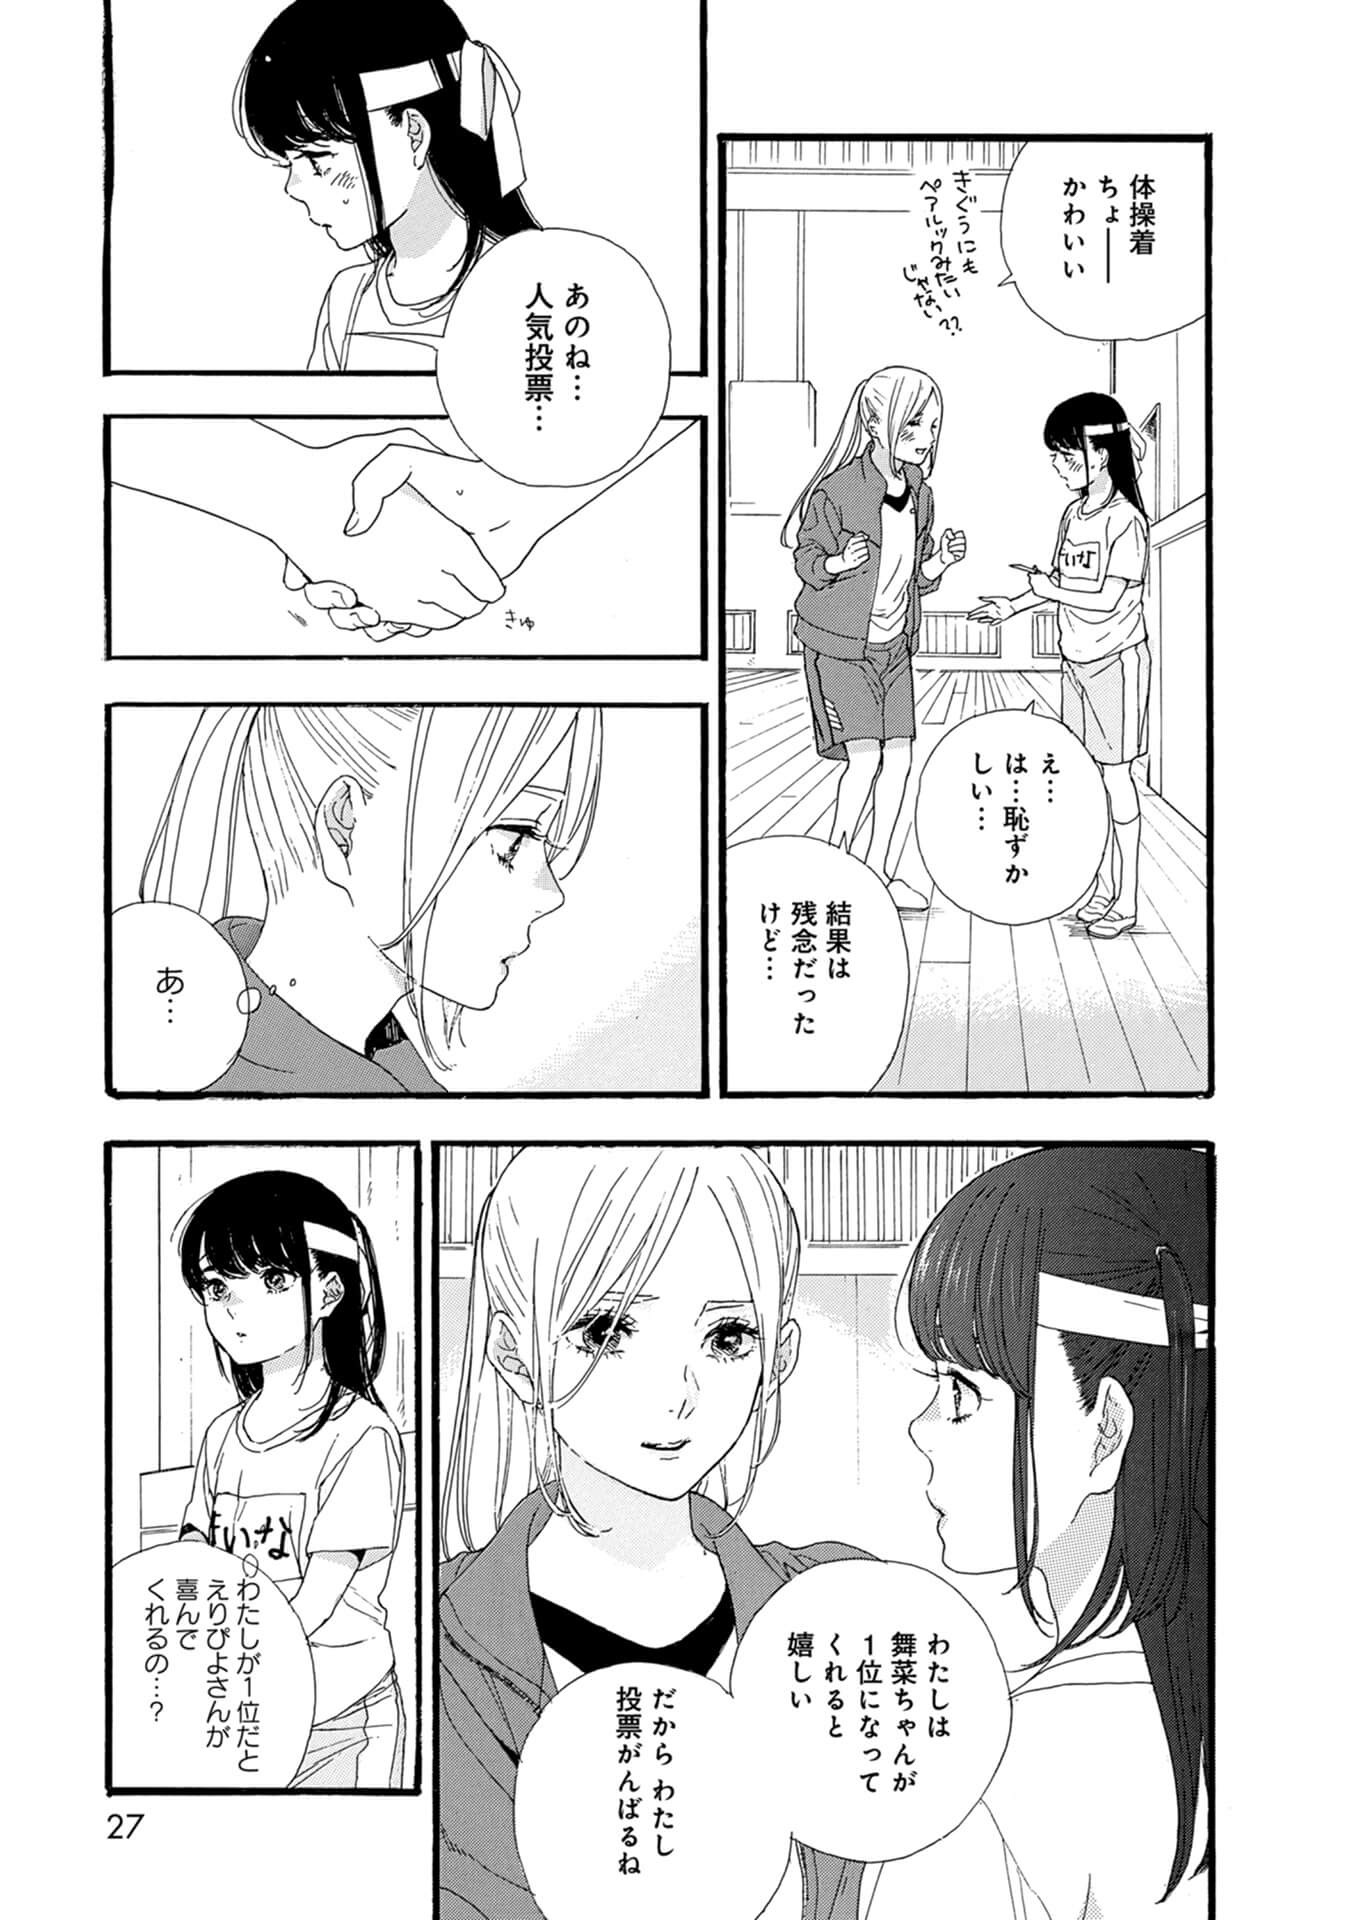 体操着
ちょ――
かわいい
きぐうにも
ペアルックみたい
じゃない??
え…
は…恥ずか
しい…
結果は
残念だった
けど…
あのね…
人気投票…
きゅ
あ…
わたしは
舞菜ちゃんが
1位になって
くれると
嬉しい
だから わたし
投票がんばるね
まいな
わたしが1位だと
えりぴよさんが
喜んで
くれるの…?
27